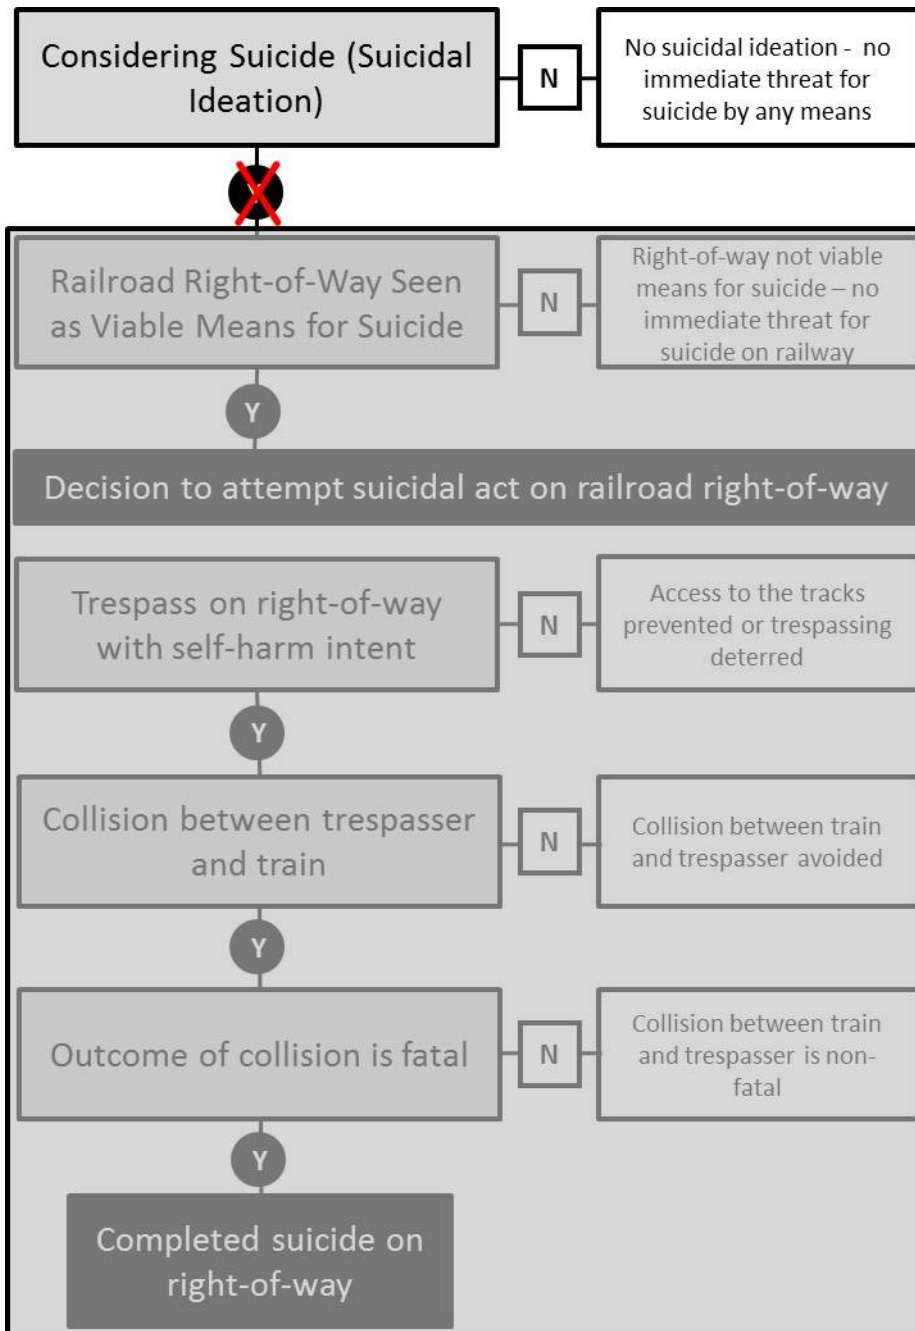 Considering Suicide (Suicidal
Ideation)
N
No suicidal ideation - no
immediate threat for
suicide by any means
Railroad Right-of-Way Seen
as Viable Means for Suicide
N
Right-of-way not viable
means for suicide – no
immediate threat for
suicide on railway
Y
Decision to attempt suicidal act on railroad right-of-way
Trespass on right-of-way
with self-harm intent
N
Access to the tracks
prevented or trespassing
deterred
Y
Collision between trespasser
and train
N
Collision between train
and trespasser avoided
Y
Outcome of collision is fatal
N
Collision between train
and trespasser is non-
fatal
Y
Completed suicide on
right-of-way